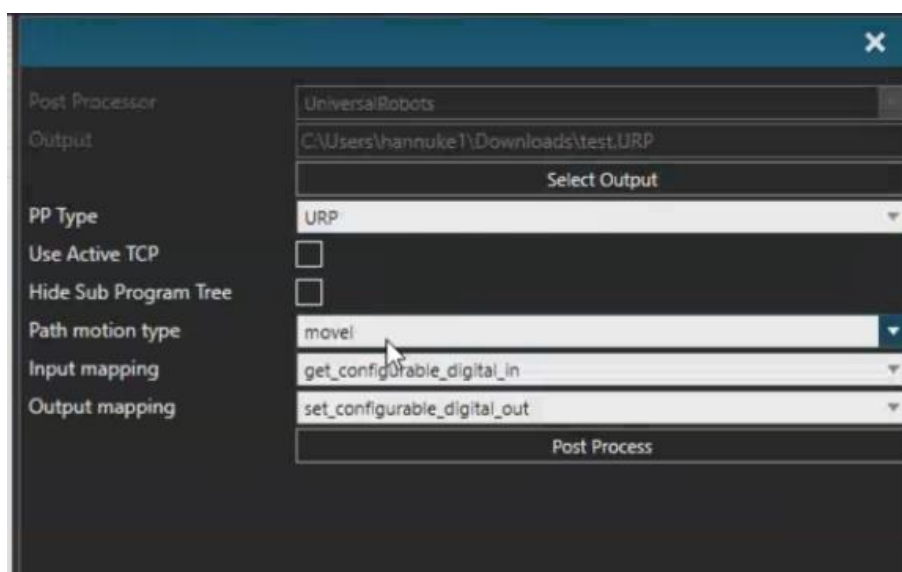 Post Processor UniversalRobots
Output C:\Users\hannuke1\Downloads\test.URP
Select Output
PP Type URP
Use Active TCP
Hide Sub Program Tree
Path motion type movel
Input mapping get_configurable_digital_in
Output mapping set_configurable_digital_out
Post Process